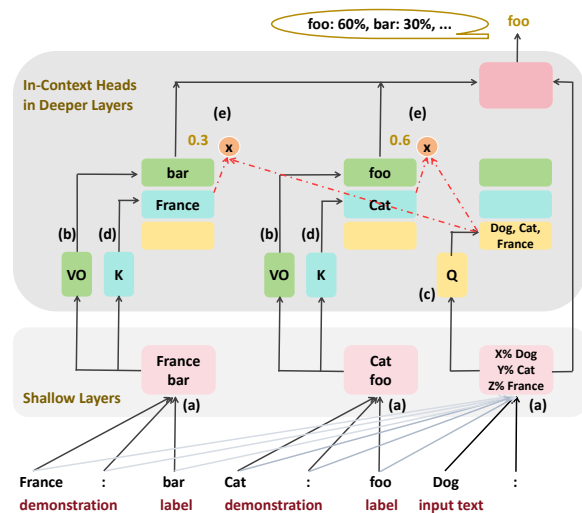 foo: 60%, bar: 30%, ...
foo
In-Context Heads
in Deeper Layers
(e)
(e)
0.3
x
0.6
x
bar
foo
France
Cat
(b)
(d)
(b)
(d)
Dog, Cat,
France
VO
K
VO
K
Q
(c)
France
bar
Cat
foo
X% Dog
Y% Cat
Z% France
Shallow Layers
(a)
(a)
(a)
France : bar Cat : foo Dog :
demonstration label demonstration label input text